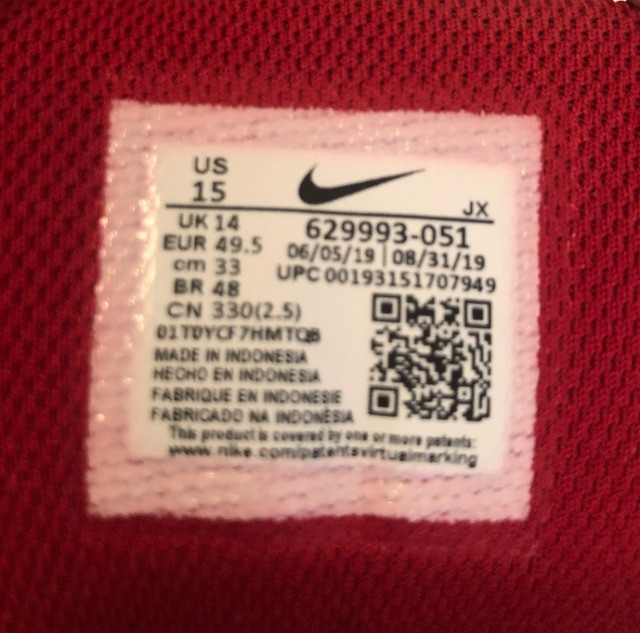 US
15
JX
UK 14
629993-051
EUR 49.5
06/05/19 | 08/31/19
cm 33
UPC 00193151707949
BR 48
CN 330(2.5)
01T0YCF7HMTQB
MADE IN INDONESIA
HECHO EN INDONESIA
FABRIQUE EN INDONESIE
FABRICADO NA INDONÉSIA
This product is covered by one or more patents:
www.nike.com/patentsvirtualmarking